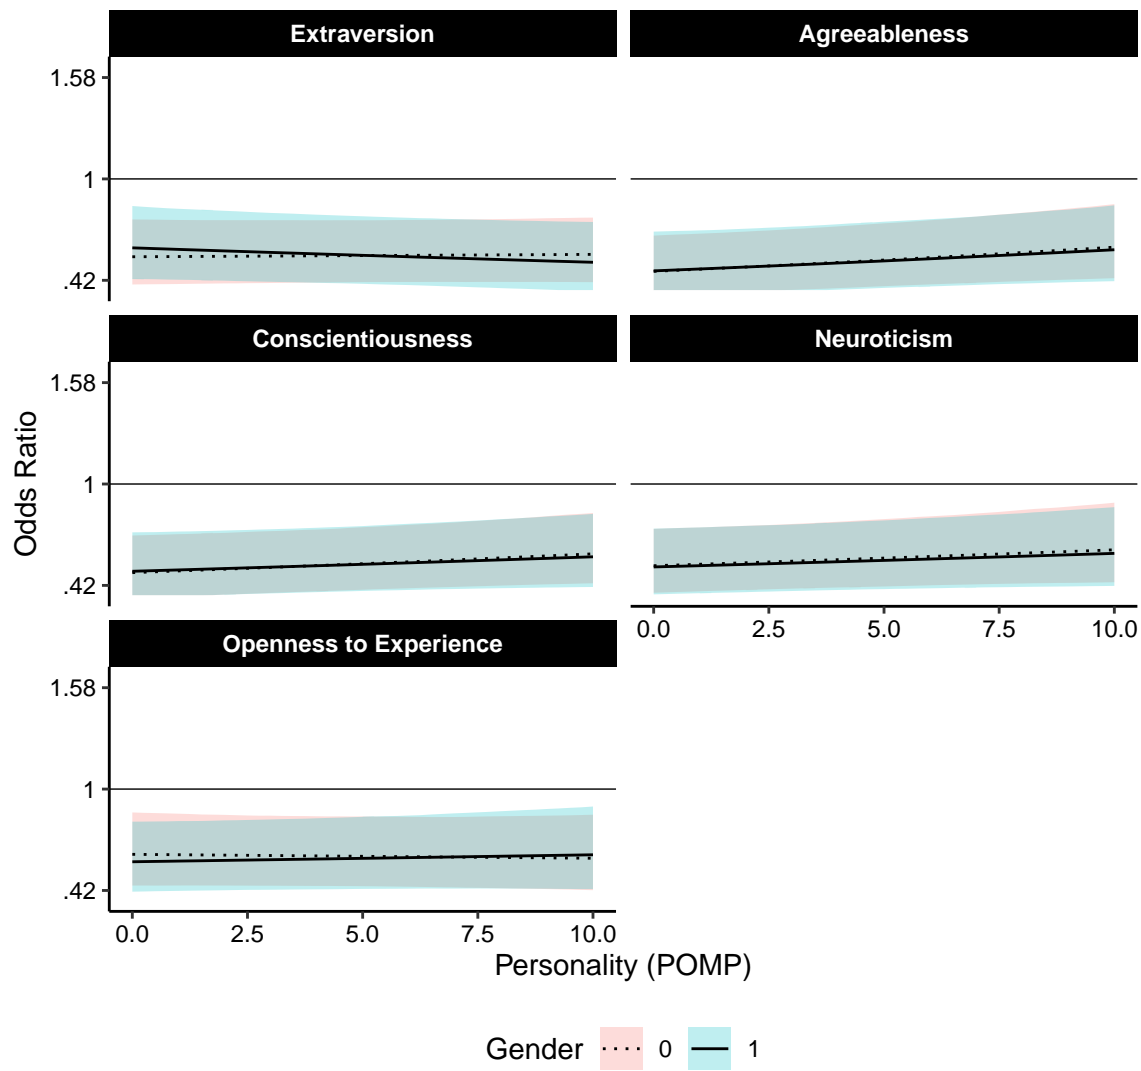 Extraversion
Agreeableness
1.58
1
.42
Conscientiousness
Neuroticism
1.58
1
.42
0.0 2.5 5.0 7.5 10.0
Openness to Experience
1.58
1
.42
0.0 2.5 5.0 7.5 10.0
Odds Ratio
Personality (POMP)
Gender 0 1